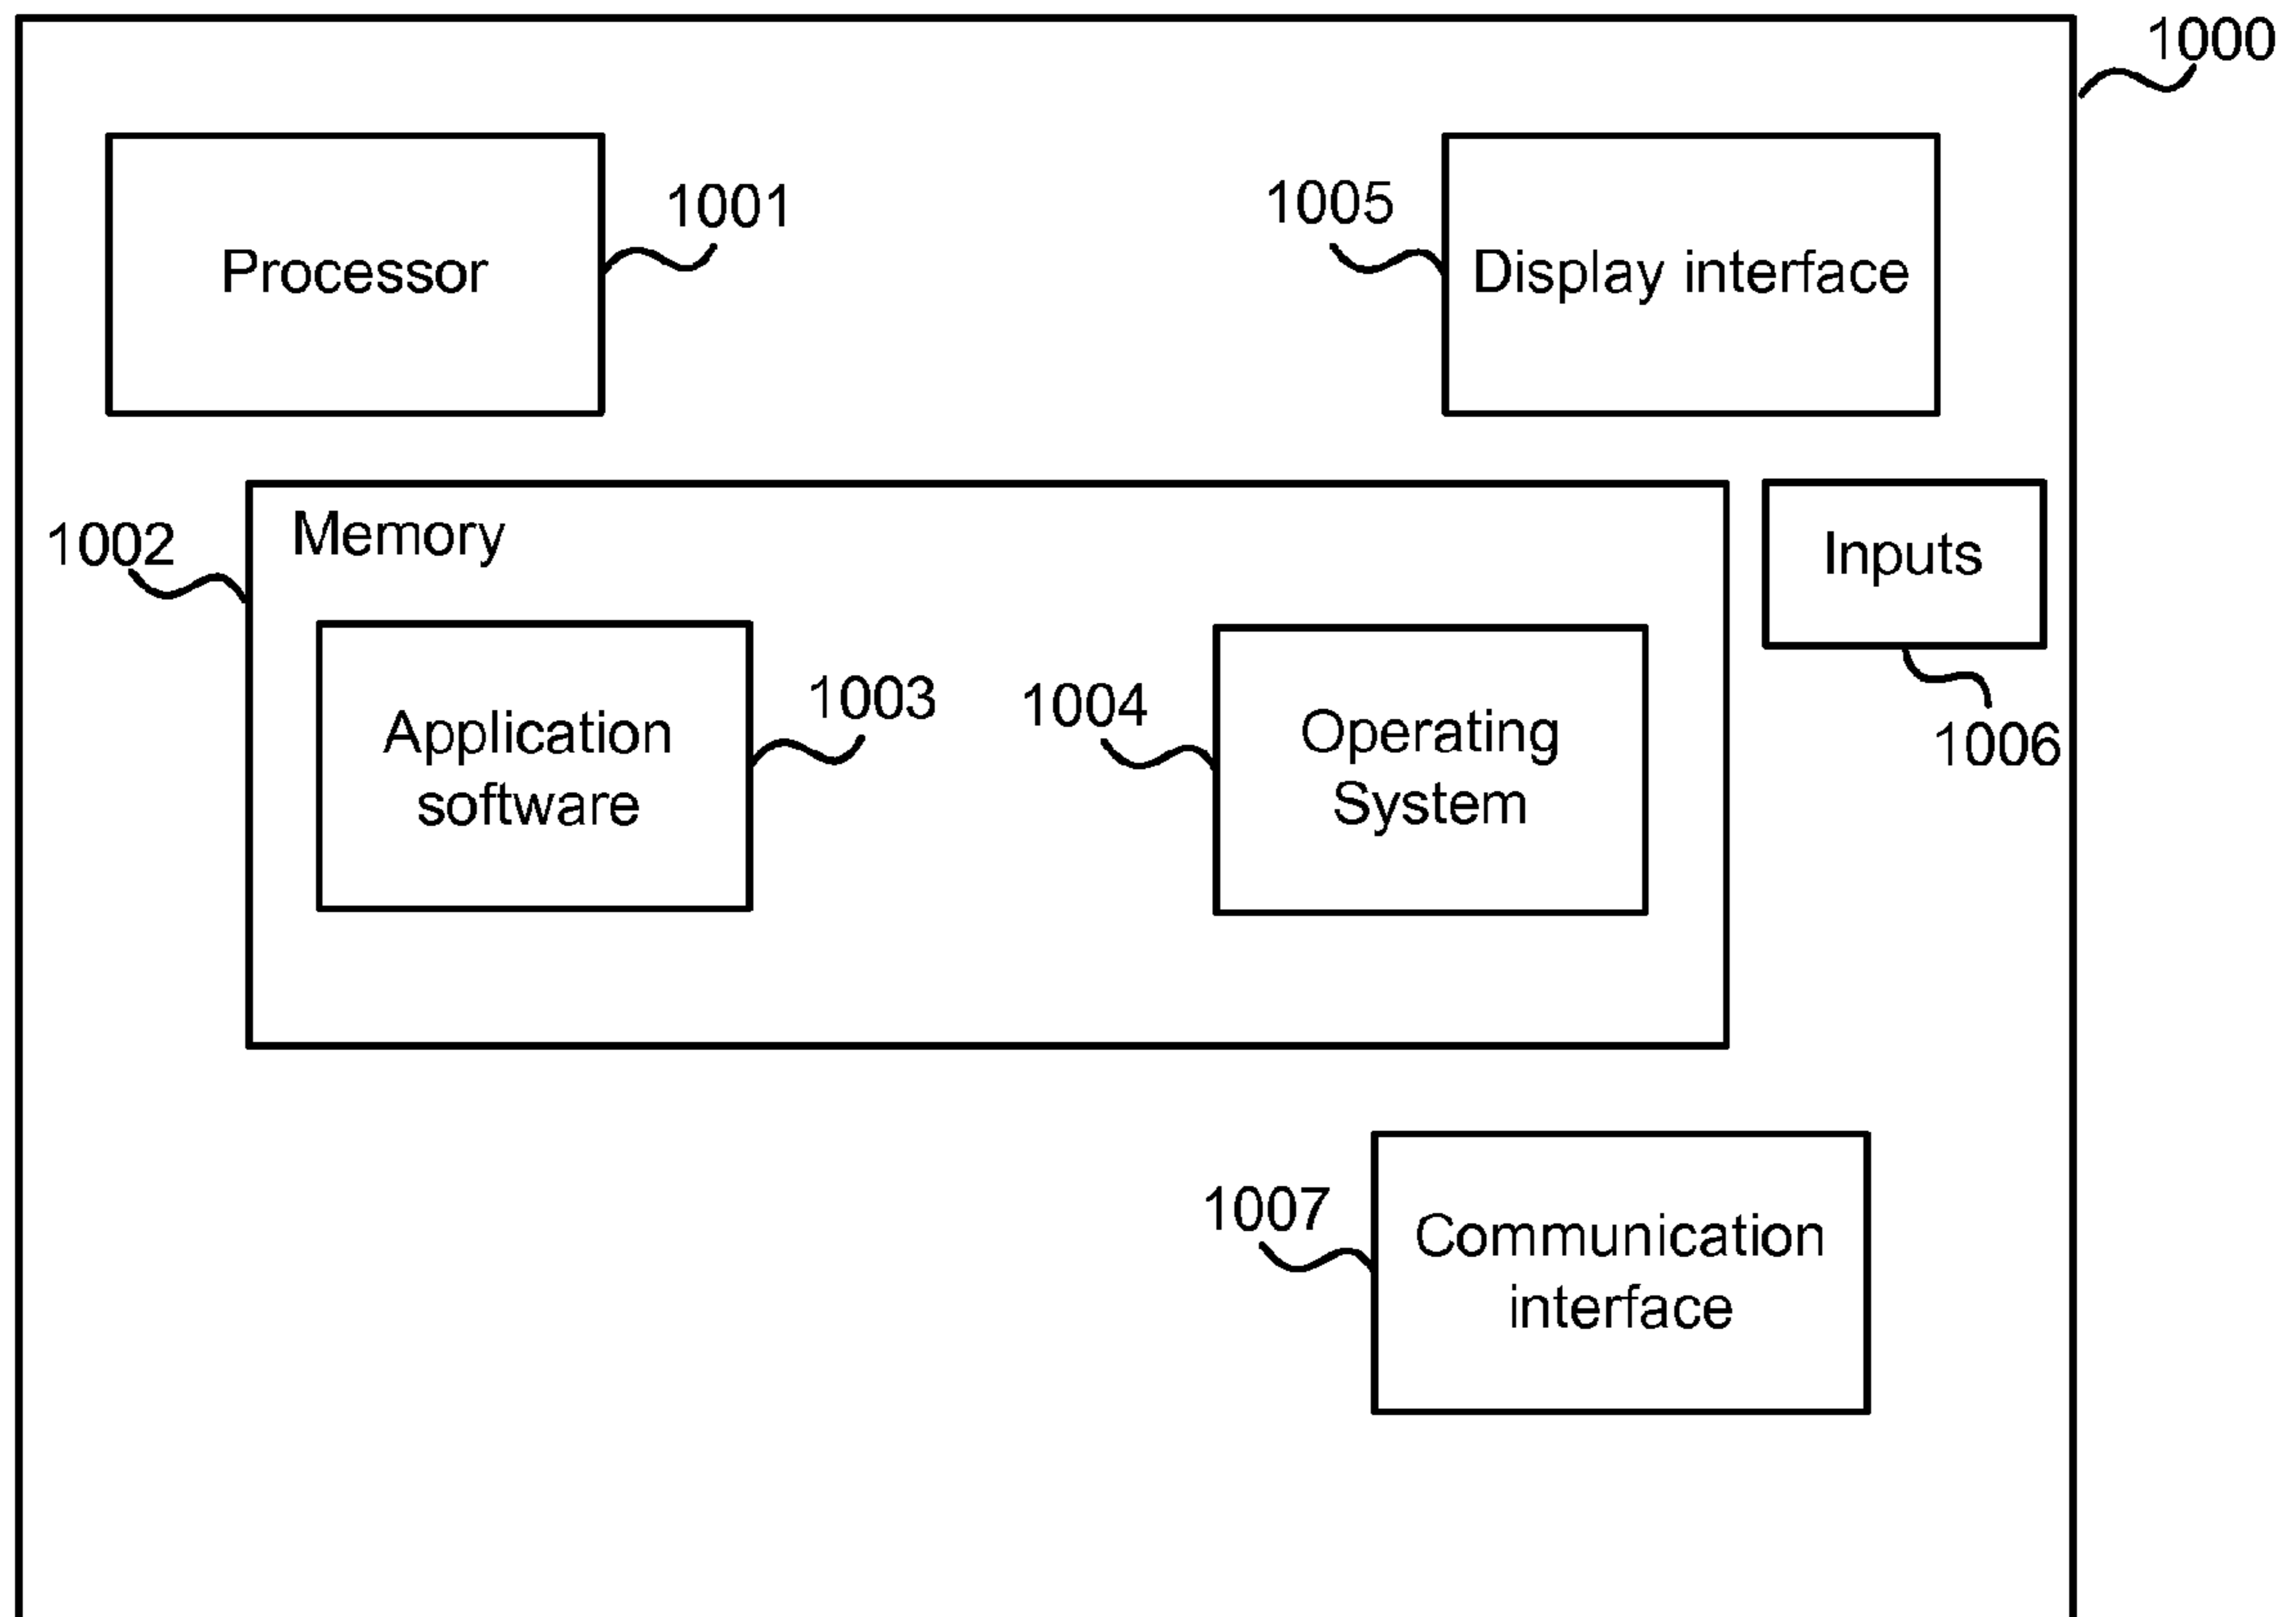 1000
1001
Processor
1005
Display interface
1002
Memory
Inputs
1006
1003
Application
software
1004
Operating
System
1007
Communication
interface